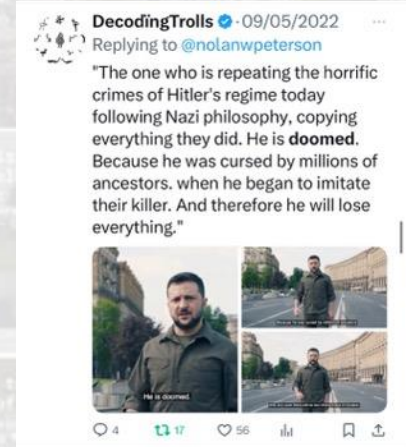 DecodïngTrolls · 09/05/2022 ...
Replying to @nolanwpeterson
"The one who is repeating the horrific
crimes of Hitler's regime today
following Nazi philosophy, copying
everything they did. He is doomed.
Because he was cursed by millions of
ancestors. when he began to imitate
their killer. And therefore he will lose
everything."
He is doomed.
4 17 56